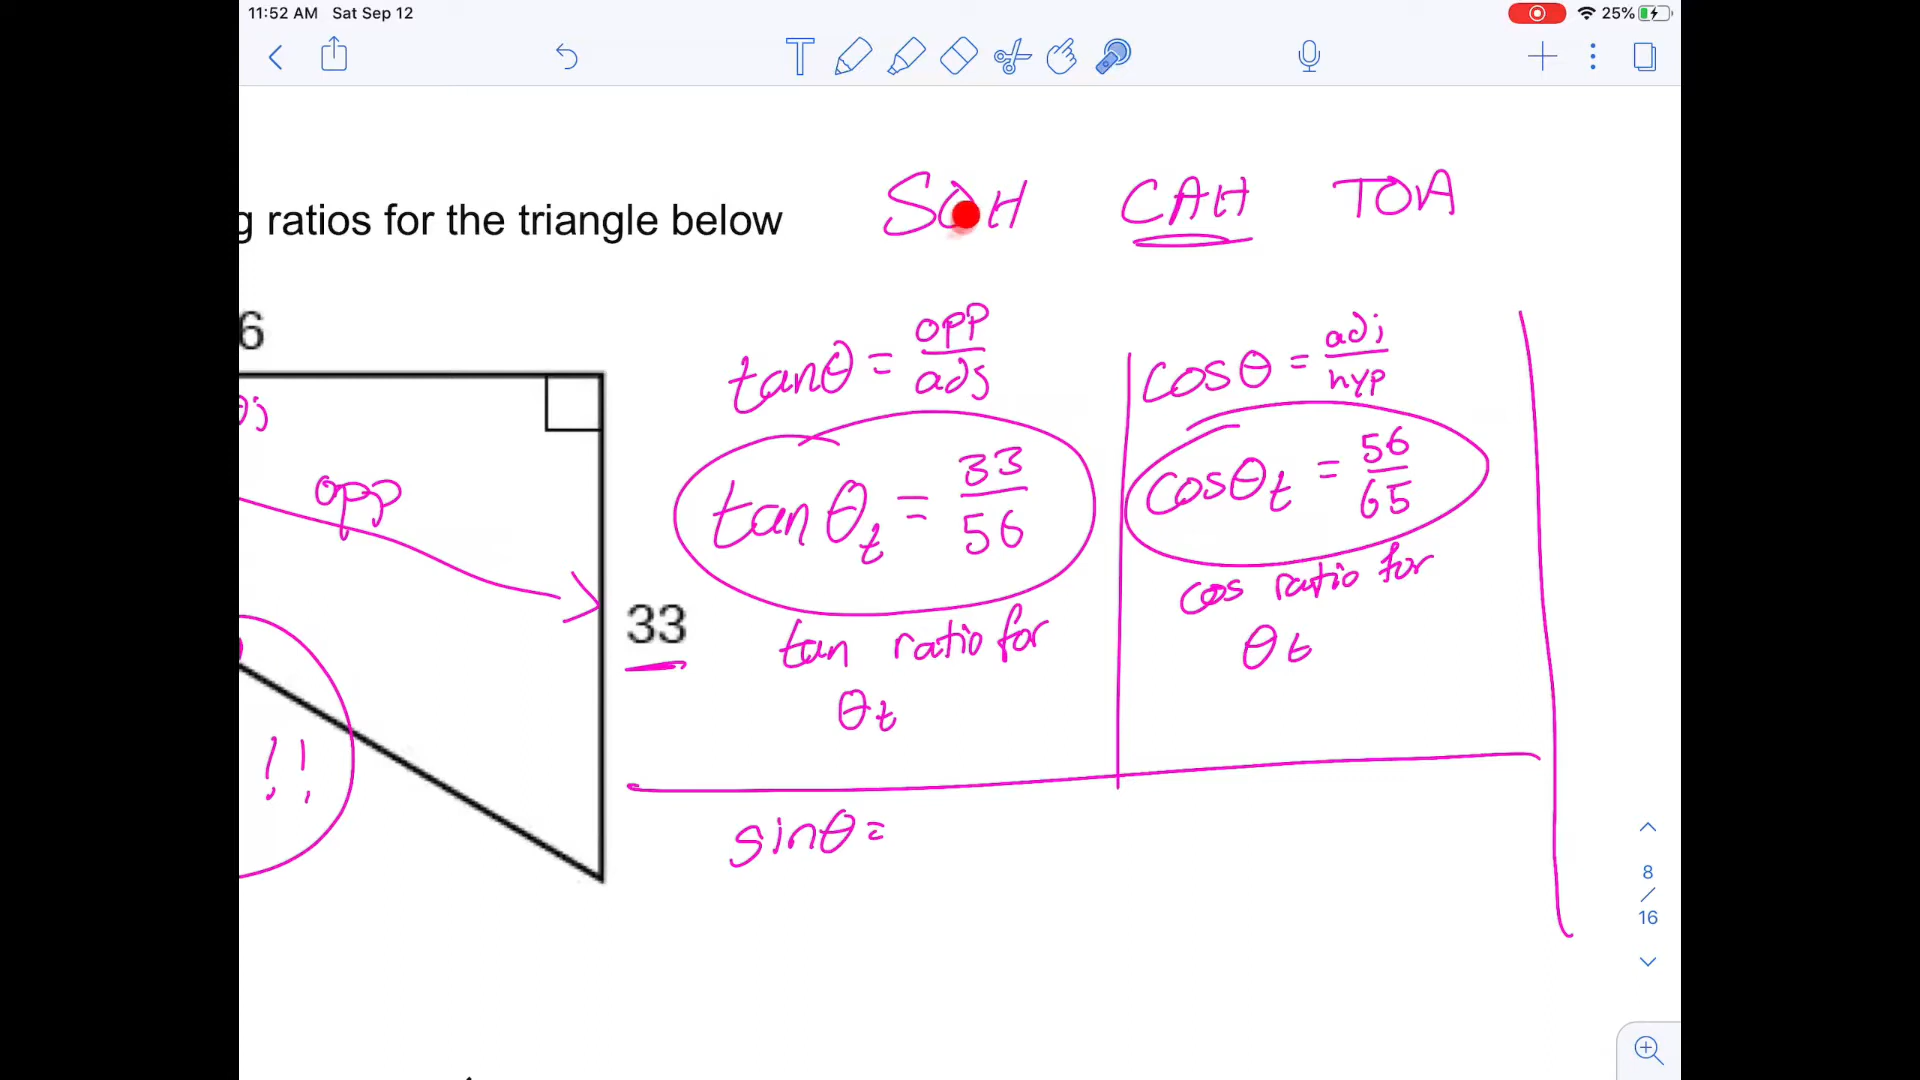 11:52 AM Sat Sep 12
25%
T
SOH CAH TOA
g ratios for the triangle below
6
tanθ = opp/adj
cosθ = adj/hyp
opp
tan θt = 33/56
cosθt = 56/65
33
tan ratio for
θt
cos ratio for
θt
!!
sinθ=
8
/
16